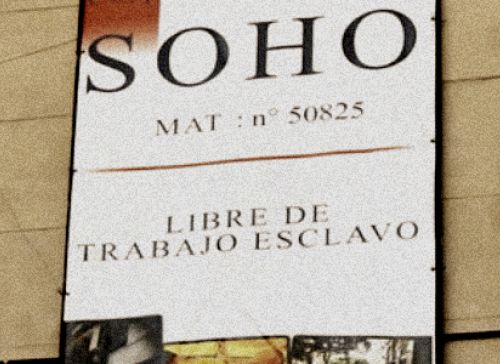 SOHO
MAT : n° 50825
LIBRE DE
TRABAJO ESCLAVO